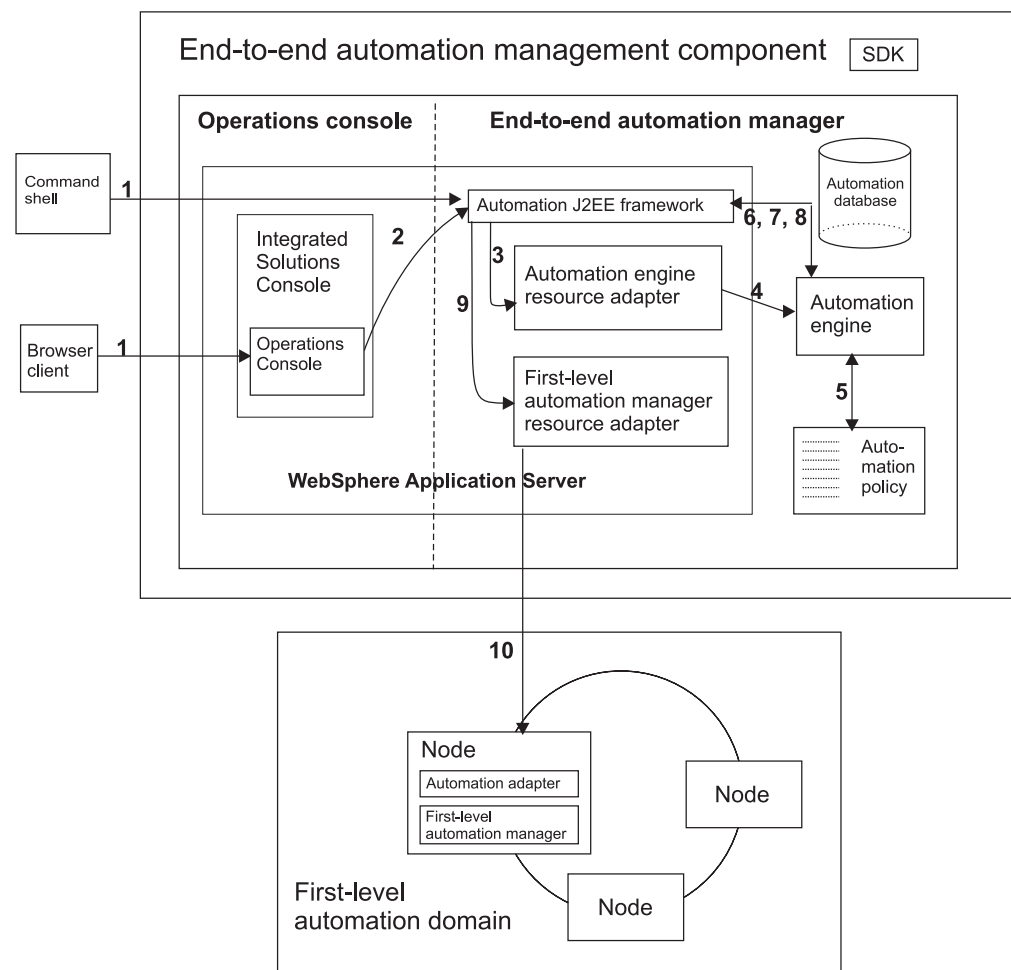 End-to-end automation management component
SDK
Operations console
End-to-end automation manager
Command
shell
1
Automation J2EE framework
6, 7, 8
Automation
database
2
Integrated
Solutions
Console
3
Automation engine
resource adapter
4
Automation
engine
9
Browser
client
1
Operations
Console
First-level
automation manager
resource adapter
5
Auto-
mation
policy
WebSphere Application Server
10
Node
Automation adapter
First-level
automation manager
Node
Node
First-level
automation domain